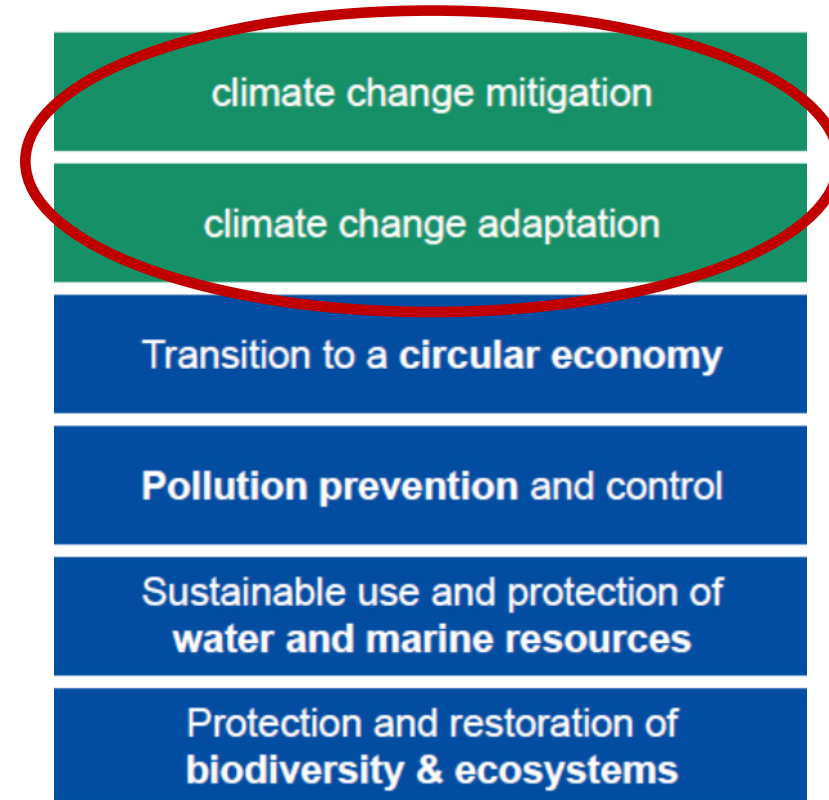 climate change mitigation
climate change adaptation
Transition to a circular economy
Pollution prevention and control
Sustainable use and protection of
water and marine resources
Protection and restoration of
biodiversity & ecosystems